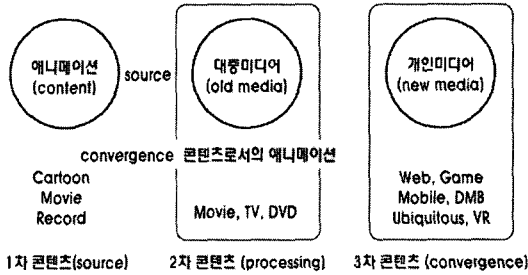 애니메이션
(content)
source
대중미디어
(old media)
개인미디어
(new media)
convergence 콘텐츠로서의 애니메이션
Cartoon
Movie
Record
Movie, TV, DVD
Web, Game
Mobile, DMB
Ubiquitous, VR
1차 콘텐츠(source)
2차 콘텐츠 (processing)
3차 콘텐츠 (convergence)